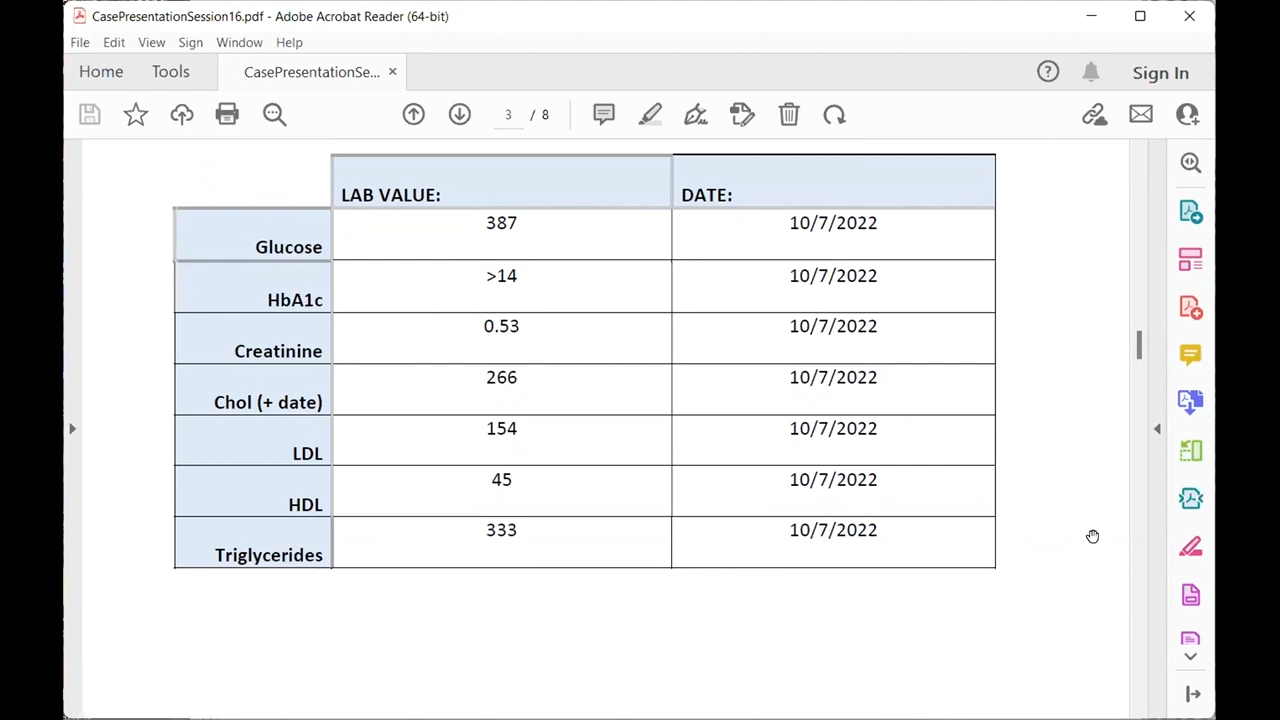 CasePresentationSession16.pdf - Adobe Acrobat Reader (64-bit)
File Edit View Sign Window Help
Home Tools CasePresentationSe... × Sign In
3 / 8
LAB VALUE: DATE:
Glucose 387 10/7/2022
HbA1c >14 10/7/2022
Creatinine 0.53 10/7/2022
Chol (+ date) 266 10/7/2022
LDL 154 10/7/2022
HDL 45 10/7/2022
Triglycerides 333 10/7/2022